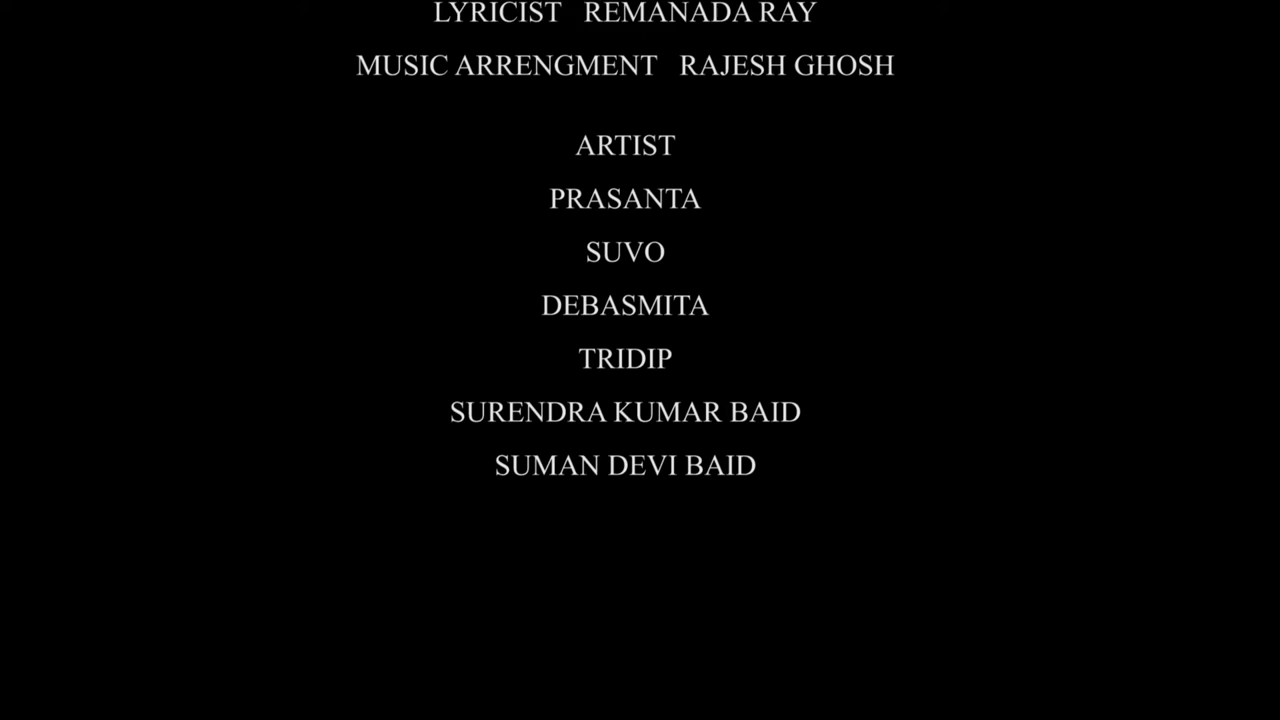 LYRICIST REMANADA RAY
MUSIC ARRENGMENT RAJESH GHOSH
ARTIST
PRASANTA
SUVO
DEBASMITA
TRIDIP
SURENDRA KUMAR BAID
SUMAN DEVI BAID